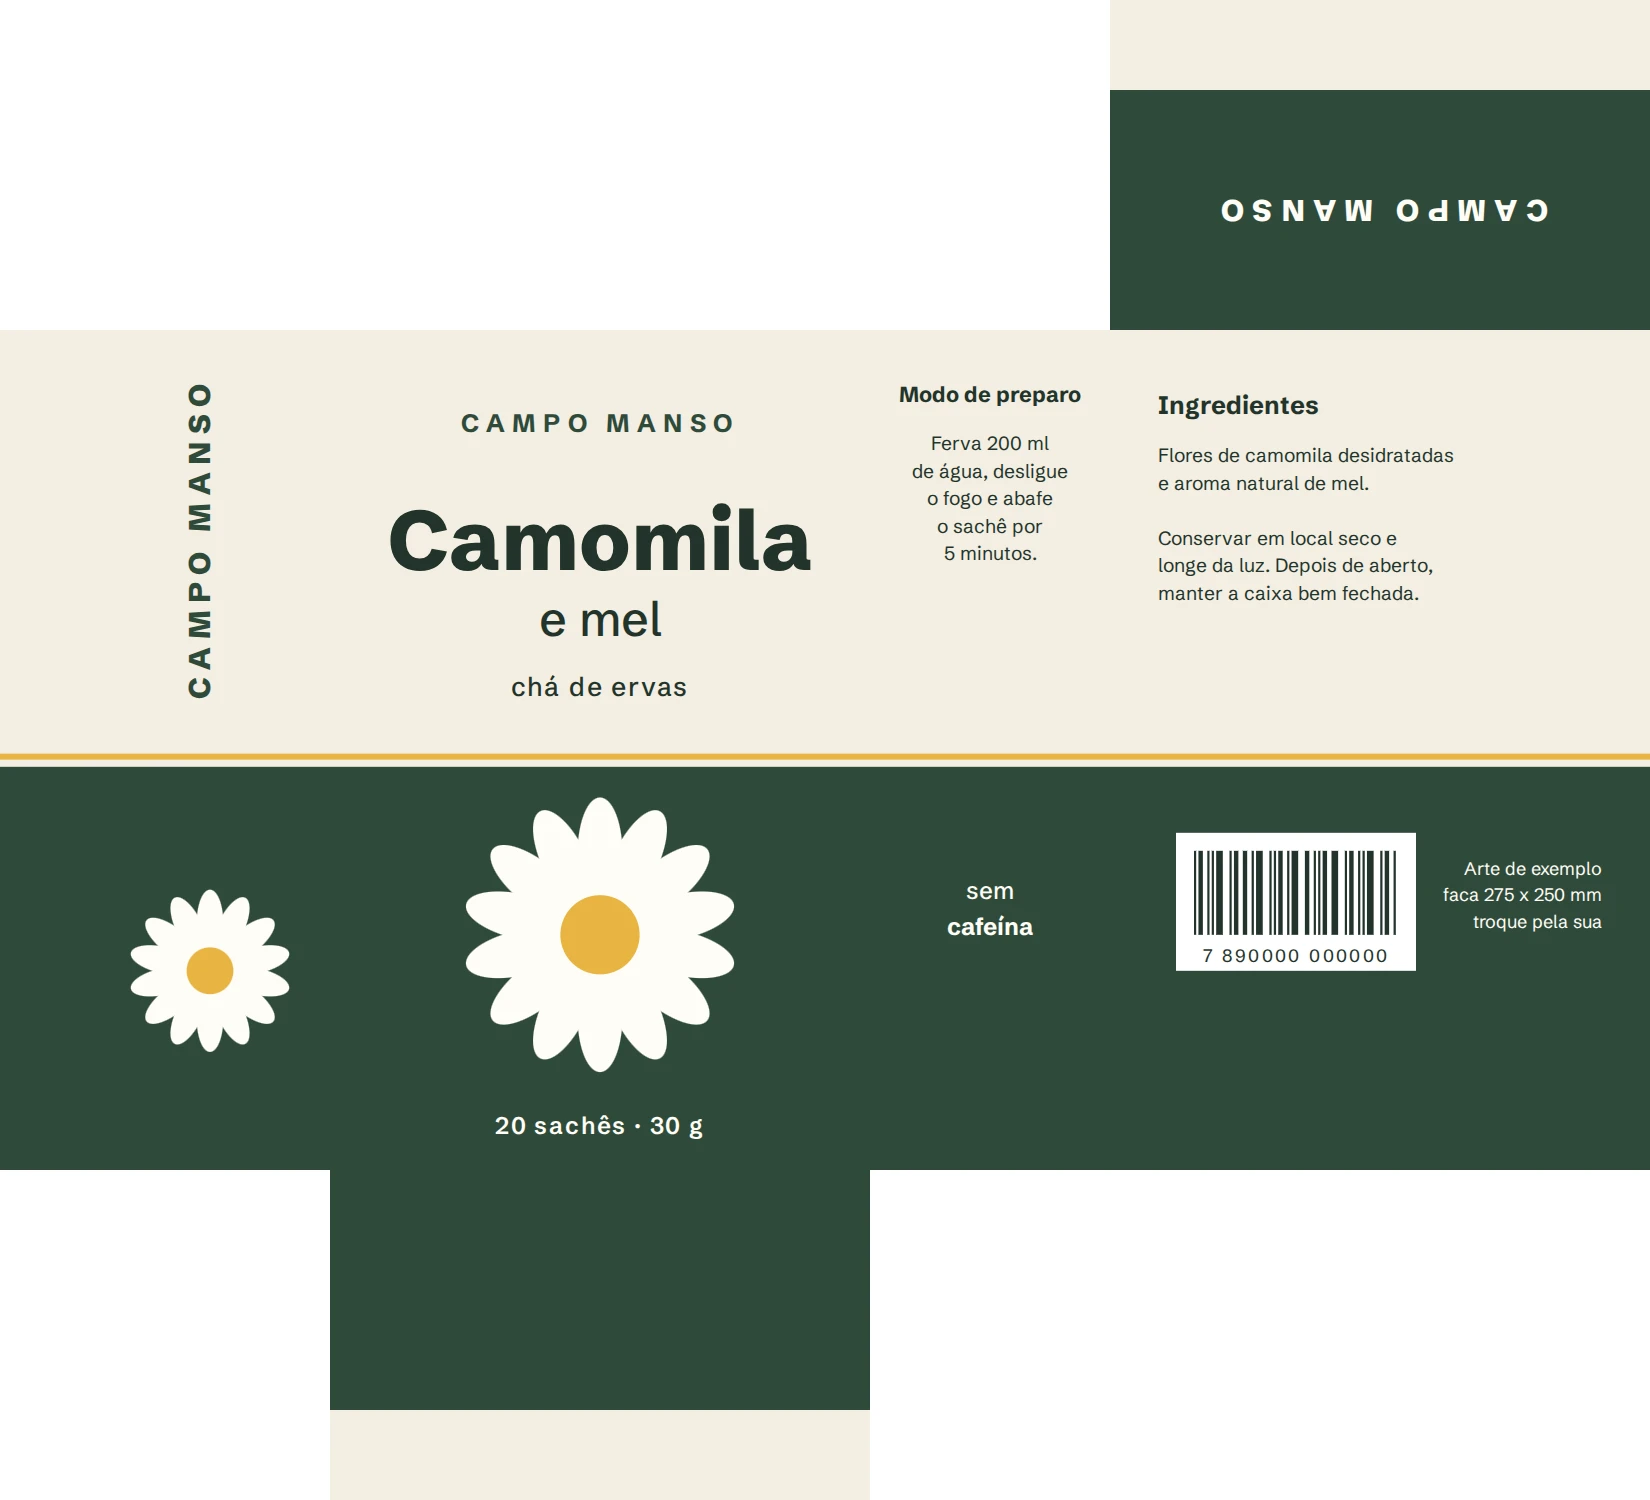 CAMPO MANSO
CAMPO MANSO
CAMPO MANSO
Camomila
e mel
chá de ervas
Modo de preparo
Ferva 200 ml
de água, desligue
o fogo e abafe
o sachê por
5 minutos.
Ingredientes
Flores de camomila desidratadas
e aroma natural de mel.
Conservar em local seco e
longe da luz. Depois de aberto,
manter a caixa bem fechada.
20 sachês · 30 g
sem
cafeína
7 890000 000000
Arte de exemplo
faca 275 x 250 mm
troque pela sua